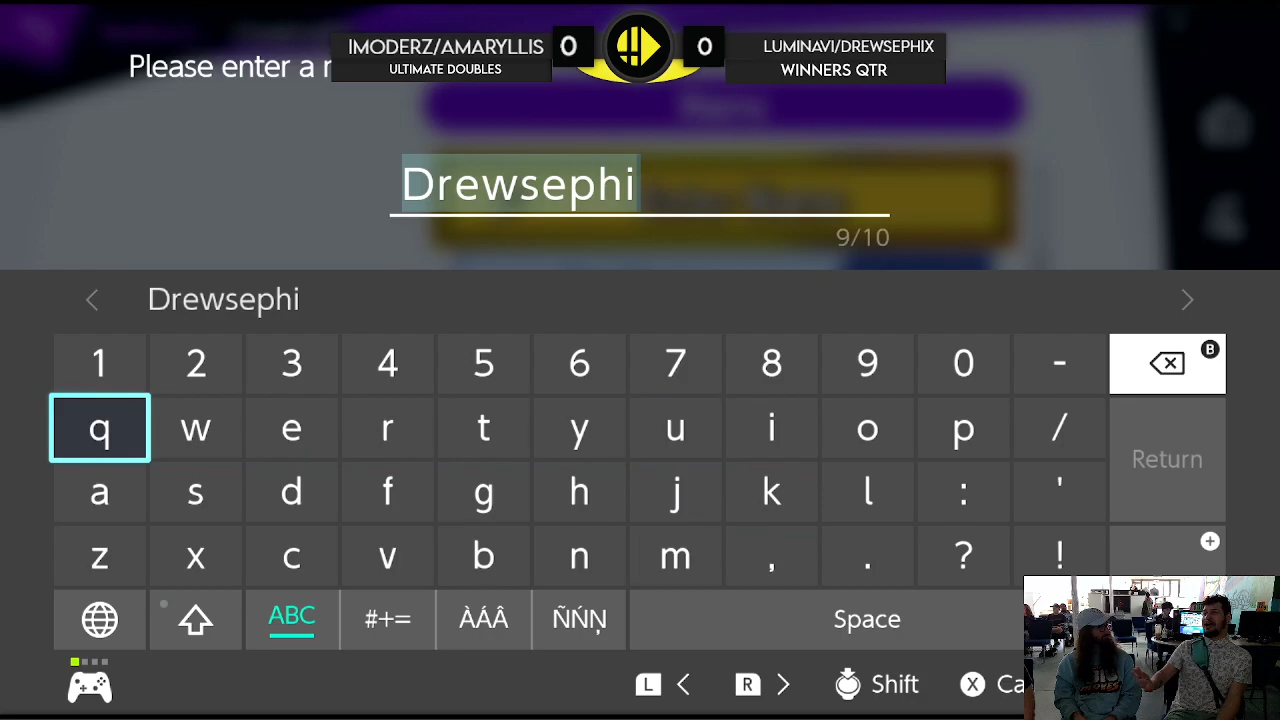 IMODERZ/AMARYLLIS 0 0 LUMINAVI/DREWSEPHIX
ULTIMATE DOUBLES WINNERS QTR
Please enter a
Drewsephi
9/10
Drewsephi
1 2 3 4 5 6 7 8 9 0 - B
q w e r t y u i o p /
Return
a s d f g h j k l : '
z x c v b n m , . ? ! +
ABC #+= ÀÁÂ ÑŃŅ Space
L R Shift X